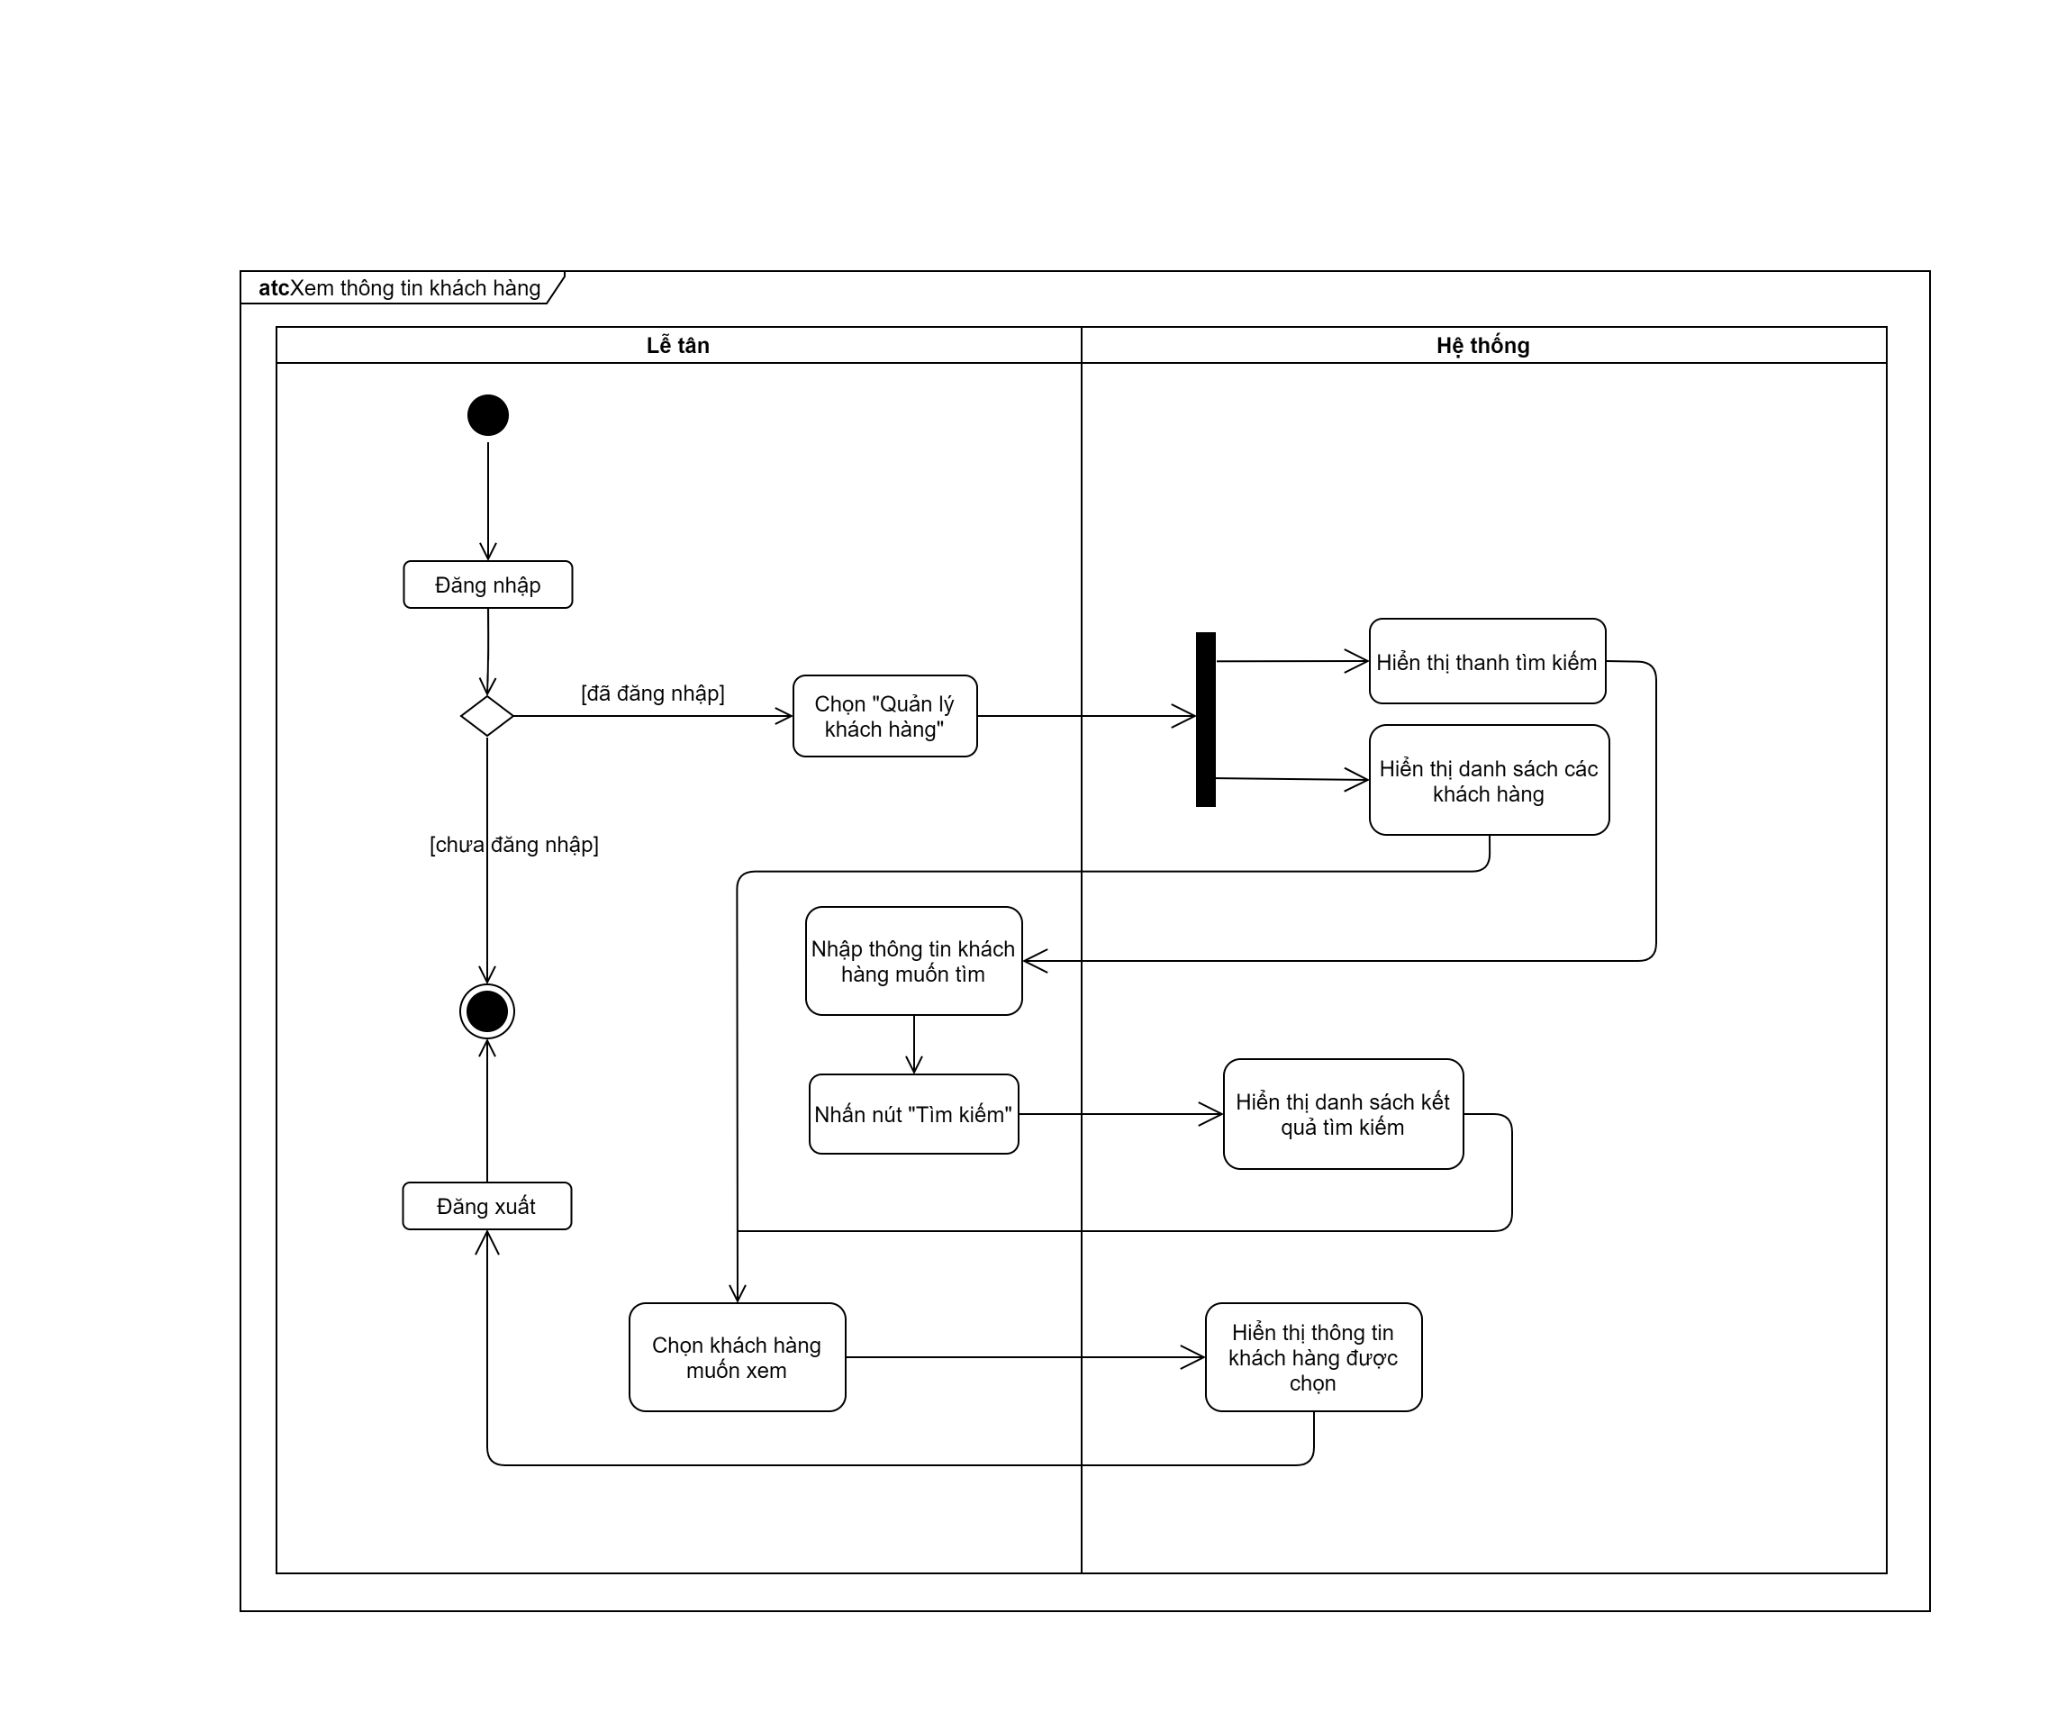 atcXem thông tin khách hàng
Lễ tân
Hệ thống
Đăng nhập
[đã đăng nhập]
Chọn "Quản lý
khách hàng"
Hiển thị thanh tìm kiếm
Hiển thị danh sách các
khách hàng
[chưa đăng nhập]
Nhập thông tin khách
hàng muốn tìm
Nhấn nút "Tìm kiếm"
Hiển thị danh sách kết
quả tìm kiếm
Đăng xuất
Chọn khách hàng
muốn xem
Hiển thị thông tin
khách hàng được
chọn